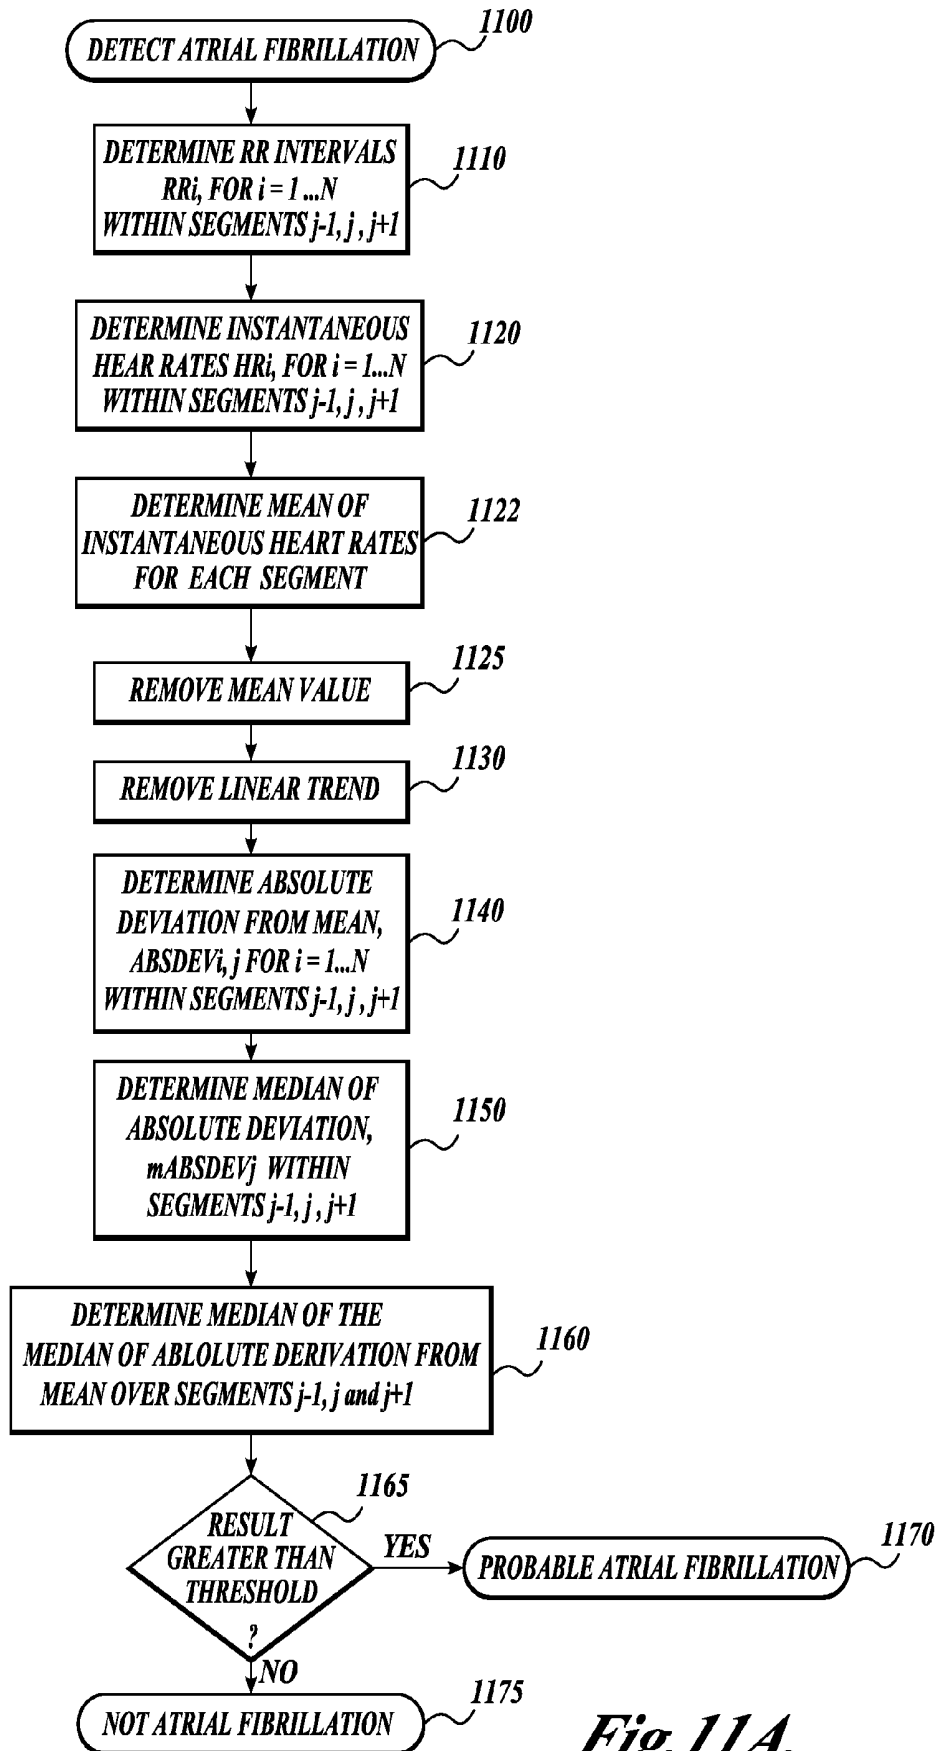 1100
DETECT ATRIAL FIBRILLATION
DETERMINE RR INTERVALS
RRi, FOR i = 1 ...N
WITHIN SEGMENTS j-1, j , j+1
1110
DETERMINE INSTANTANEOUS
HEAR RATES HRi, FOR i = 1...N
WITHIN SEGMENTS j-1, j , j+1
1120
DETERMINE MEAN OF
INSTANTANEOUS HEART RATES
FOR EACH SEGMENT
1122
REMOVE MEAN VALUE
1125
REMOVE LINEAR TREND
1130
DETERMINE ABSOLUTE
DEVIATION FROM MEAN,
ABSDEVi, j FOR i = 1...N
WITHIN SEGMENTS j-1, j , j+1
1140
DETERMINE MEDIAN OF
ABSOLUTE DEVIATION,
mABSDEVj WITHIN
SEGMENTS j-1, j , j+1
1150
DETERMINE MEDIAN OF THE
MEDIAN OF ABLOLUTE DERIVATION FROM
MEAN OVER SEGMENTS j-1, j and j+1
1160
1165
RESULT
GREATER THAN
THRESHOLD
?
YES
PROBABLE ATRIAL FIBRILLATION
1170
NO
NOT ATRIAL FIBRILLATION
1175
Fig.11A.